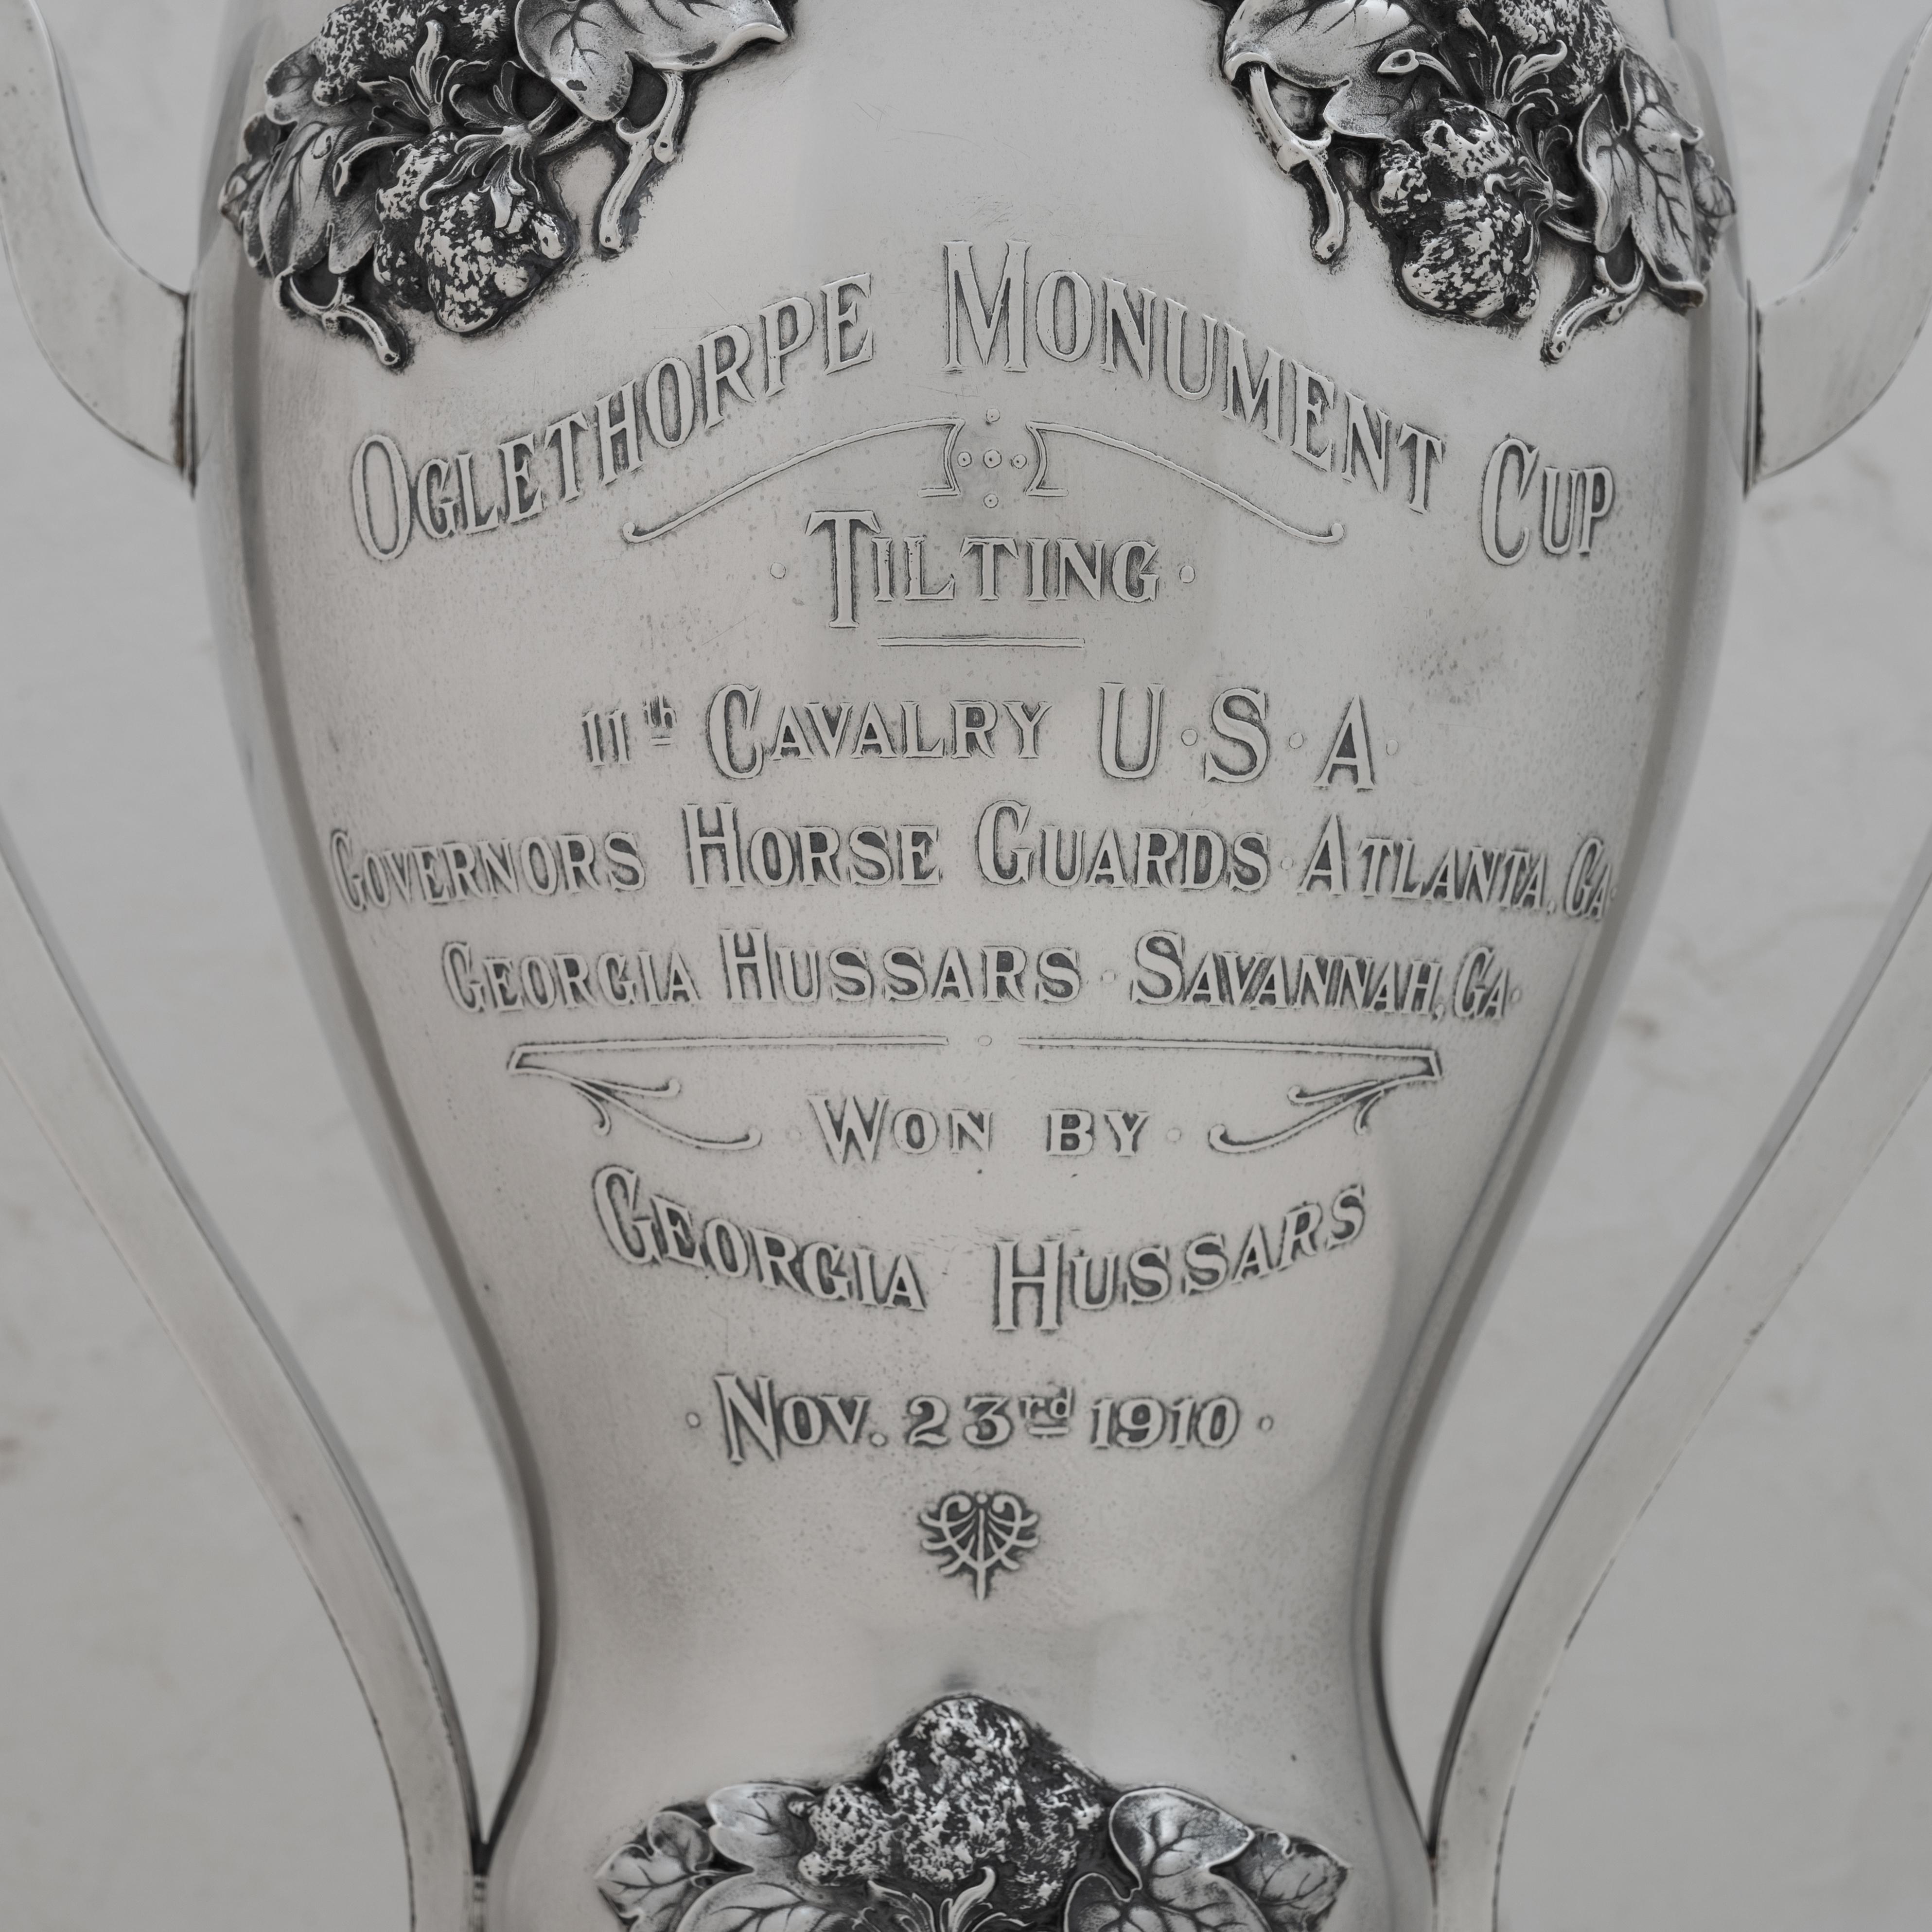 Oglethorpe Monument Cup
· Tilting ·
11th Cavalry U·S·A·
Governors Horse Guards · Atlanta, Ga·
Georgia Hussars · Savannah, Ga·
· Won by ·
Georgia Hussars
· Nov. 23rd 1910 ·